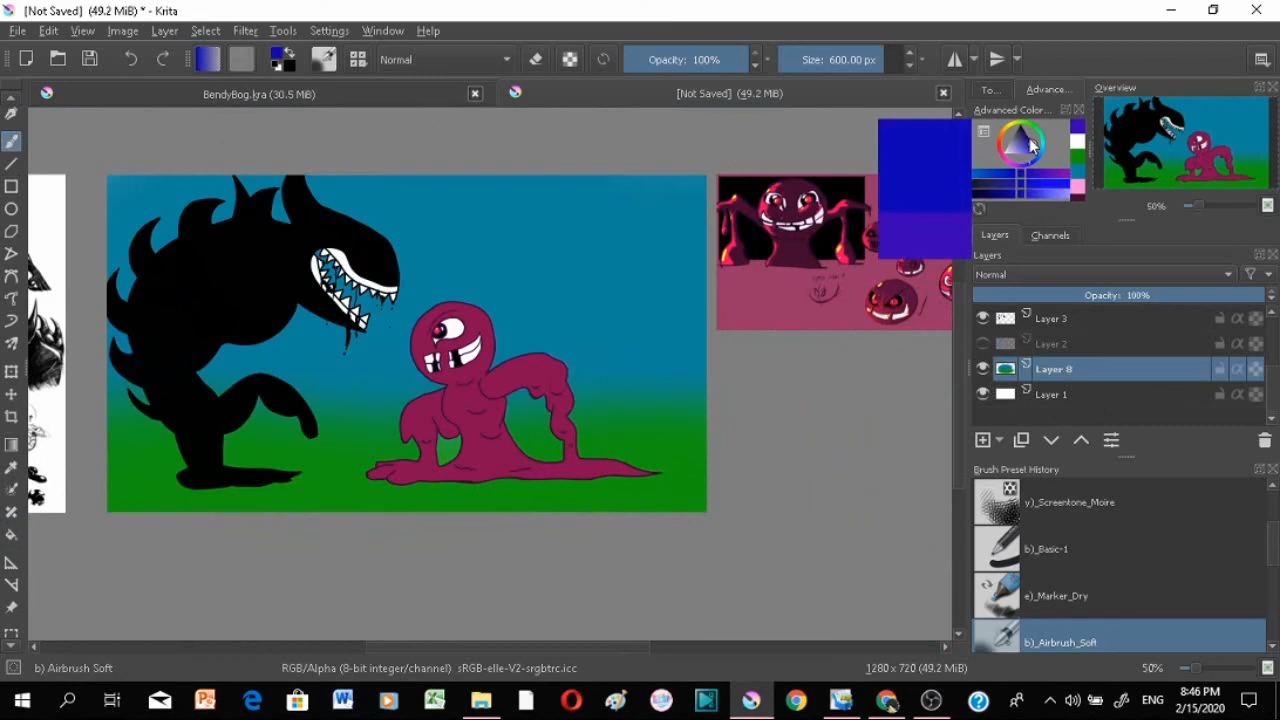 [Not Saved] (49.2 MiB) * - Krita
File Edit View Image Layer Select Filter Tools Settings Window Help
Normal
Opacity: 100%
Size: 600.00 px
BendyBog.kra (30.5 MiB)
[Not Saved] (49.2 MiB)
To...
Advance...
Overview
Advanced Color...
50%
Layers
Channels
Layers
Normal
Opacity: 100%
Layer 3
Layer 2
Layer 8
Layer 1
Brush Preset History
y)_Screentone_Moire
b)_Basic-1
e)_Marker_Dry
b)_Airbrush_Soft
b) Airbrush Soft
RGB/Alpha (8-bit integer/channel) sRGB-elle-V2-srgbtrc.icc
1280 x 720 (49.2 MiB)
50%
ENG
8:46 PM
2/15/2020